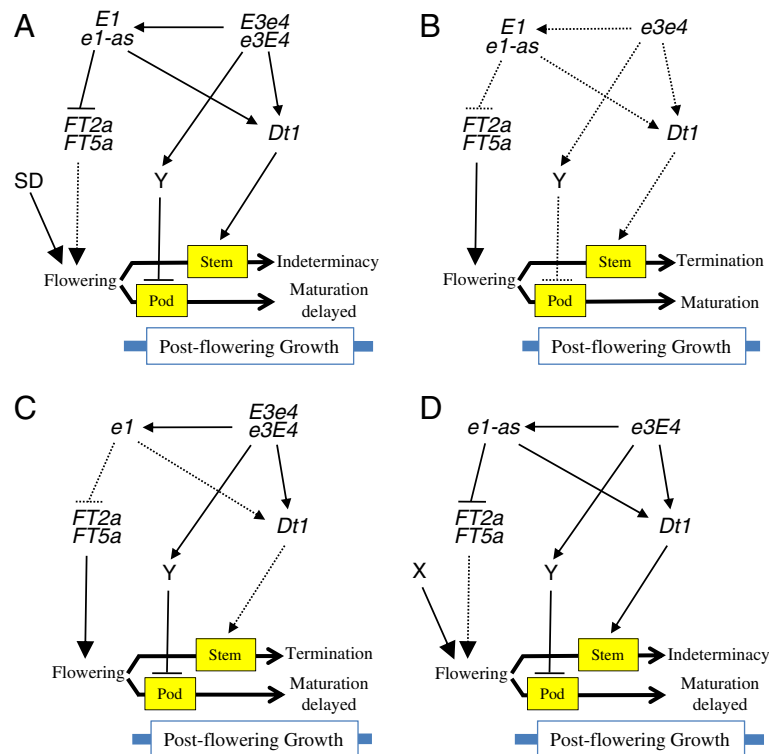 A
E1
e1-as
E3e4
e3E4
FT2a
FT5a
Dt1
SD
Y
Stem
Indeterminacy
Flowering
Pod
Maturation
delayed
Post-flowering Growth
B
E1
e1-as
e3e4
FT2a
FT5a
Dt1
Y
Stem
Termination
Flowering
Pod
Maturation
Post-flowering Growth
C
e1
E3e4
e3E4
FT2a
FT5a
Dt1
Y
Stem
Termination
Flowering
Pod
Maturation
delayed
Post-flowering Growth
D
e1-as
e3E4
FT2a
FT5a
Dt1
X
Y
Stem
Indeterminacy
Flowering
Pod
Maturation
delayed
Post-flowering Growth